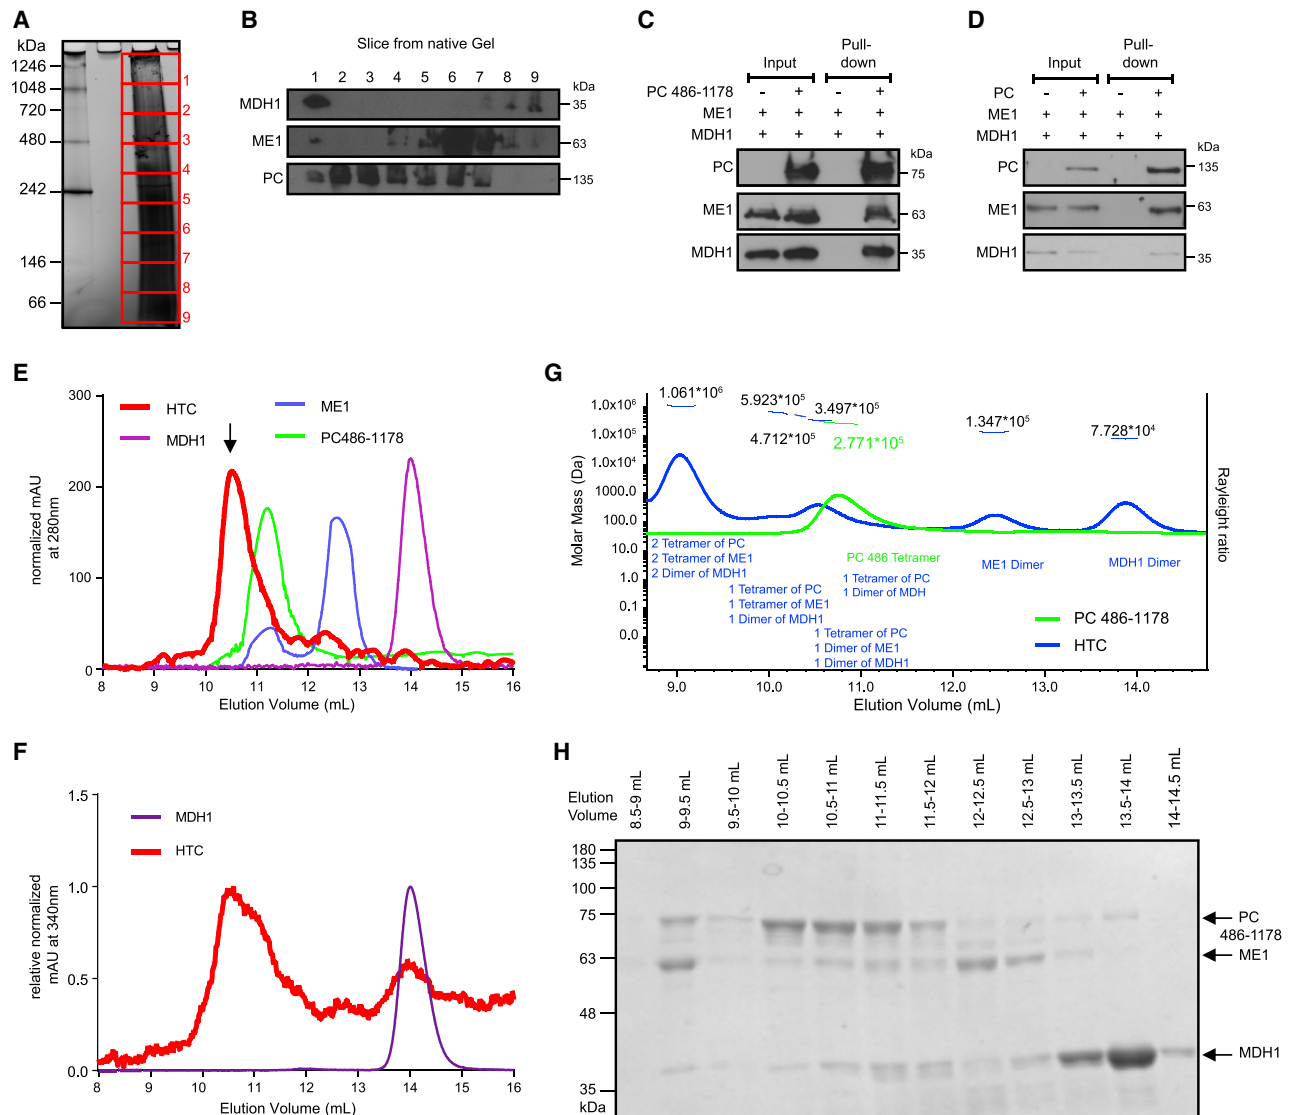 A
kDa
1246
1048
720
480
242
146
66
1
2
3
4
5
6
7
8
9
B
Slice from native Gel
1 2 3 4 5 6 7 8 9
kDa
MDH1
35
ME1
63
PC
135
C
Input
Pull-
down
PC 486-1178 - + - +
ME1 + + + +
MDH1 + + + +
kDa
PC
75
ME1
63
MDH1
35
D
Input
Pull-
down
PC - + - +
ME1 + + + +
MDH1 + + + +
kDa
PC
135
ME1
63
MDH1
35
E
300
200
100
0
normalized mAU
at 280nm
HTC
MDH1
ME1
PC486-1178
8 9 10 11 12 13 14 15 16
Elution Volume (mL)
G
Molar Mass (Da)
1.0x10⁶
1.0x10⁵
1.0x10⁴
1000.0
100.0
10.0
1.0
0.1
0.0
1.061*10⁶
5.923*10⁵
4.712*10⁵
3.497*10⁵
2.771*10⁵
1.347*10⁵
7.728*10⁴
Rayleight ratio
2 Tetramer of PC
2 Tetramer of ME1
2 Dimer of MDH1
1 Tetramer of PC
1 Tetramer of ME1
1 Dimer of MDH1
PC 486 Tetramer
1 Tetramer of PC
1 Dimer of MDH
1 Tetramer of PC
1 Dimer of ME1
1 Dimer of MDH1
ME1 Dimer
MDH1 Dimer
PC 486-1178
HTC
9.0 10.0 11.0 12.0 13.0 14.0
Elution Volume (mL)
F
1.5
1.0
0.5
0.0
relative normalized
mAU at 340nm
MDH1
HTC
8 9 10 11 12 13 14 15 16
Elution Volume (mL)
H
Elution
Volume
8.5-9 mL
9-9.5 mL
9.5-10 mL
10-10.5 mL
10.5-11 mL
11-11.5 mL
11.5-12 mL
12-12.5 mL
12.5-13 mL
13-13.5 mL
13.5-14 mL
14-14.5 mL
180
135
100
75
63
48
35
kDa
PC
486-1178
ME1
MDH1